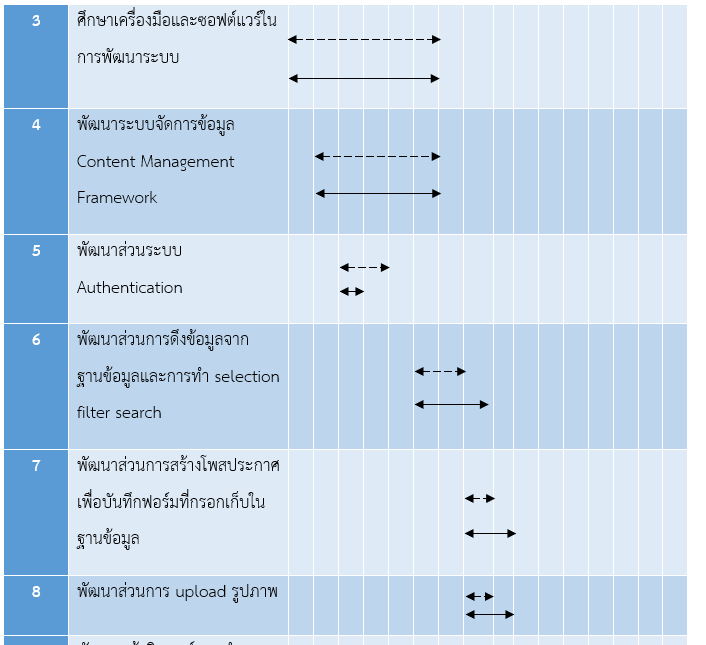 3
ศึกษาเครื่องมือและซอฟต์แวร์ใน
การพัฒนาระบบ
4
พัฒนาระบบจัดการข้อมูล
Content Management
Framework
5
พัฒนาส่วนระบบ
Authentication
6
พัฒนาส่วนการดึงข้อมูลจาก
ฐานข้อมูลและการทำ selection
filter search
7
พัฒนาส่วนการสร้างโพสประกาศ
เพื่อบันทึกฟอร์มที่กรอกเก็บใน
ฐานข้อมูล
8
พัฒนาส่วนการ upload รูปภาพ